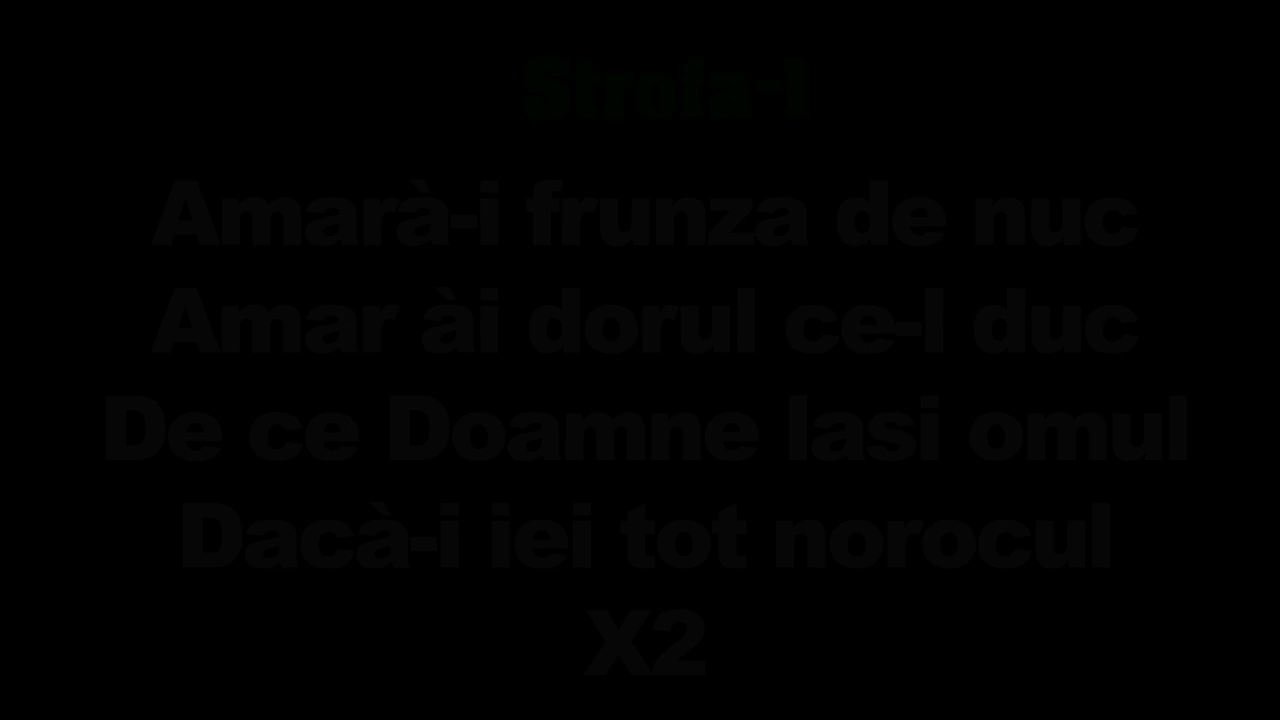 Strofa-I
Amarà-i frunza de nuc
Amar ài dorul ce-l duc
De ce Doamne lasi omul
Dacà-i iei tot norocul
X2